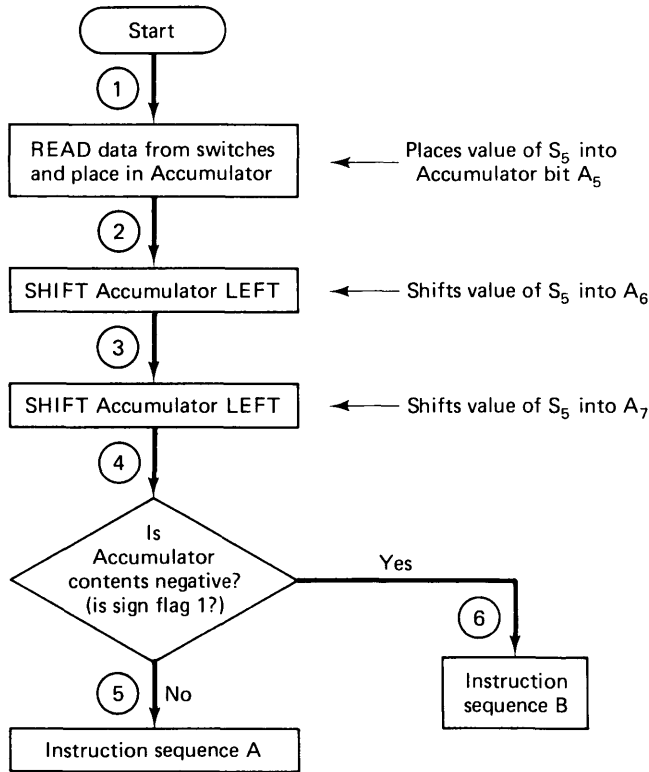 Start
1
READ data from switches
and place in Accumulator
Places value of S5 into
Accumulator bit A5
2
SHIFT Accumulator LEFT
Shifts value of S5 into A6
3
SHIFT Accumulator LEFT
Shifts value of S5 into A7
4
Is
Accumulator
contents negative?
(is sign flag 1?)
Yes
6
Instruction
sequence B
5
No
Instruction sequence A